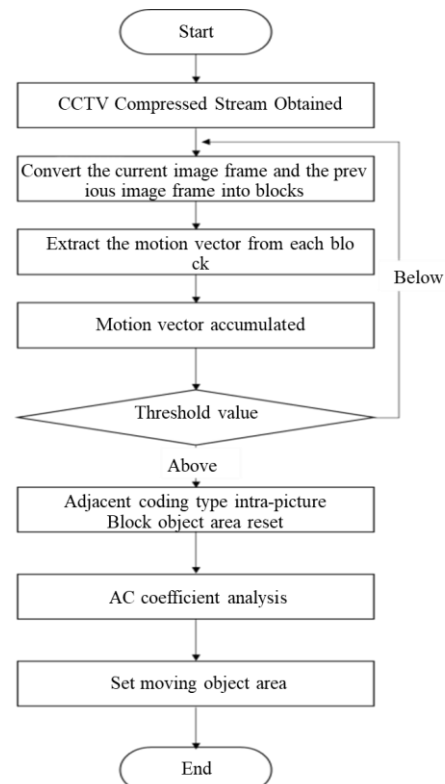 Start
CCTV Compressed Stream Obtained
Convert the current image frame and the prev
ious image frame into blocks
Extract the motion vector from each blo
ck
Below
Motion vector accumulated
Threshold value
Above
Adjacent coding type intra-picture
Block object area reset
AC coefficient analysis
Set moving object area
End